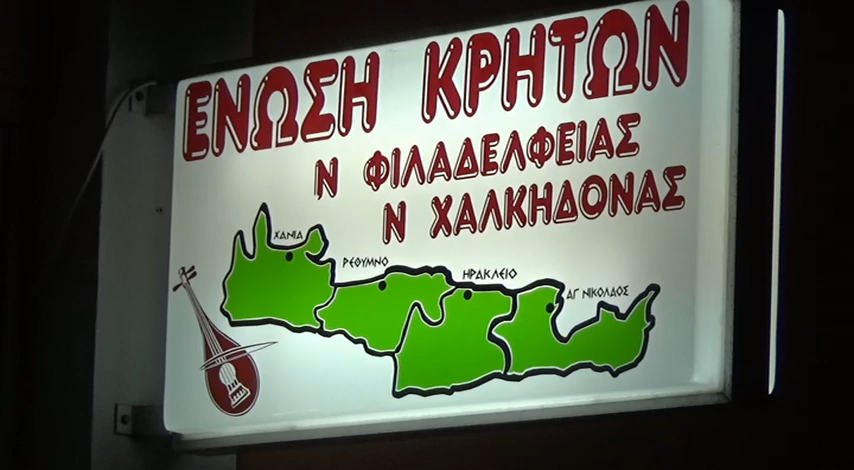 ΕΝΩΣΗ ΚΡΗΤΩΝ
Ν ΦΙΛΑΔΕΛΦΕΙΑΣ
Ν ΧΑΛΚΗΔΟΝΑΣ
ΧΑΝΙΑ
ΡΕΘΥΜΝΟ
ΗΡΑΚΛΕΙΟ
ΑΓ ΝΙΚΟΛΑΟΣ